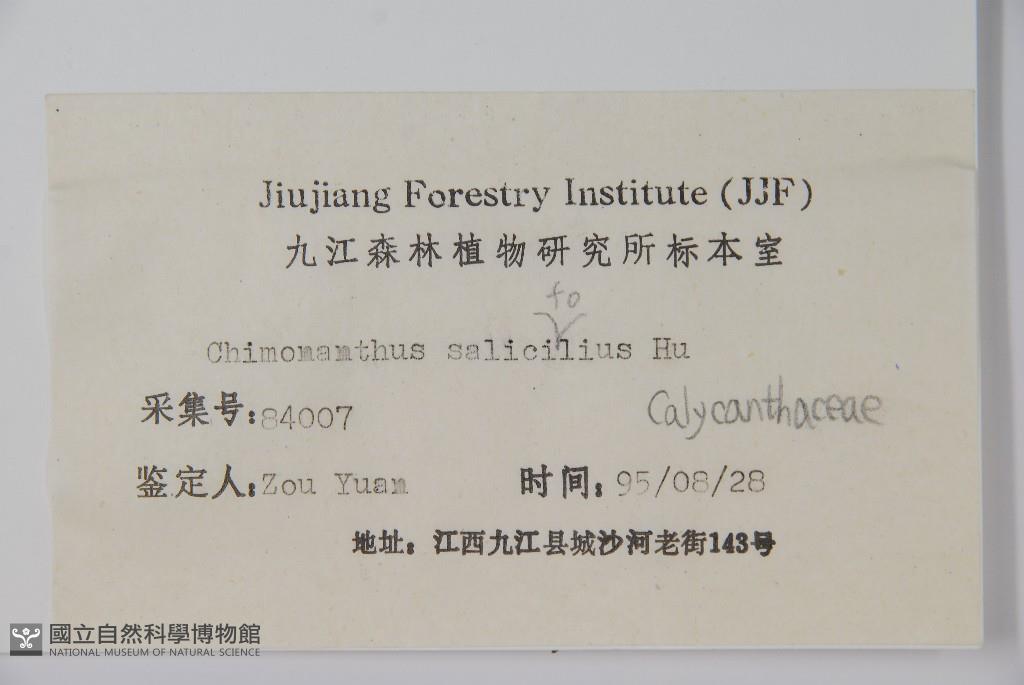 Jiujiang Forestry Institute (JJF)
九江森林植物研究所标本室
fo
Chimonanthus salicilius Hu
采集号:84007
Calycanthaceae
鉴定人:Zou Yuan 时间:95/08/28
地址:江西九江县城沙河老街143号
國立自然科學博物館
NATIONAL MUSEUM OF NATURAL SCIENCE